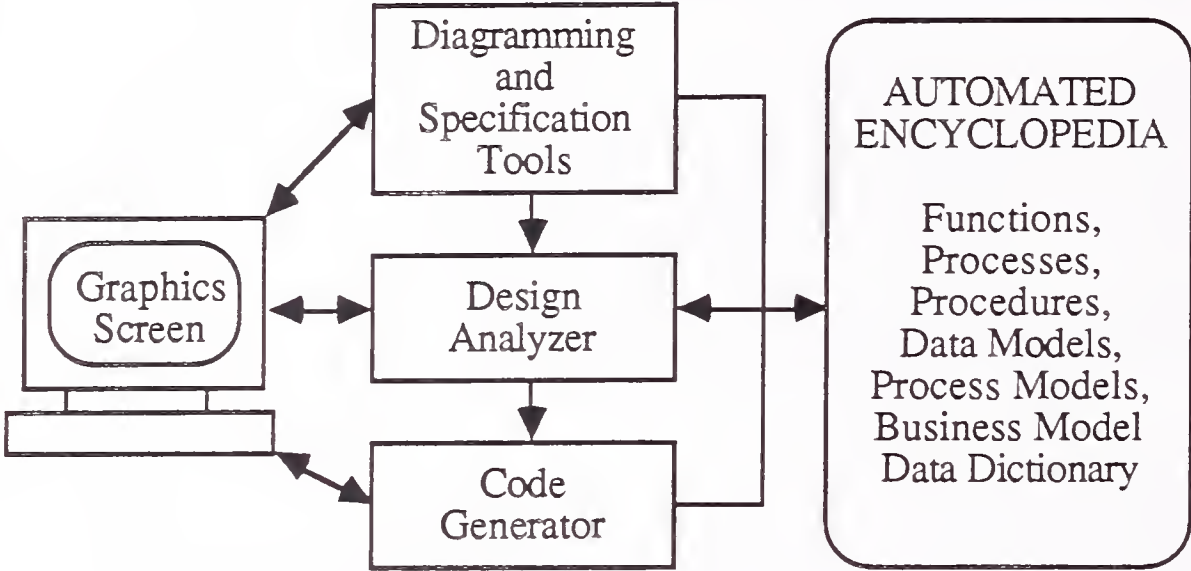 Diagramming
and
Specification
Tools
Graphics
Screen
Design
Analyzer
Code
Generator
AUTOMATED
ENCYCLOPEDIA
Functions,
Processes,
Procedures,
Data Models,
Process Models,
Business Model
Data Dictionary